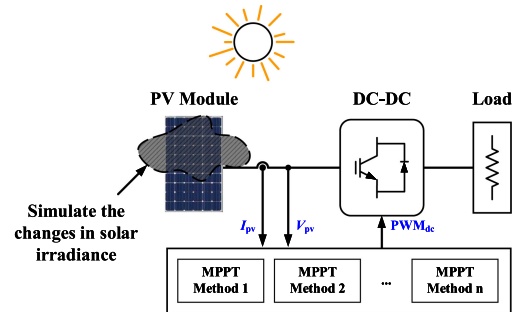 PV Module
DC-DC
Load
Simulate the
changes in solar
irradiance
Ipv
Vpv
PWMdc
MPPT
Method 1
MPPT
Method 2
...
MPPT
Method n